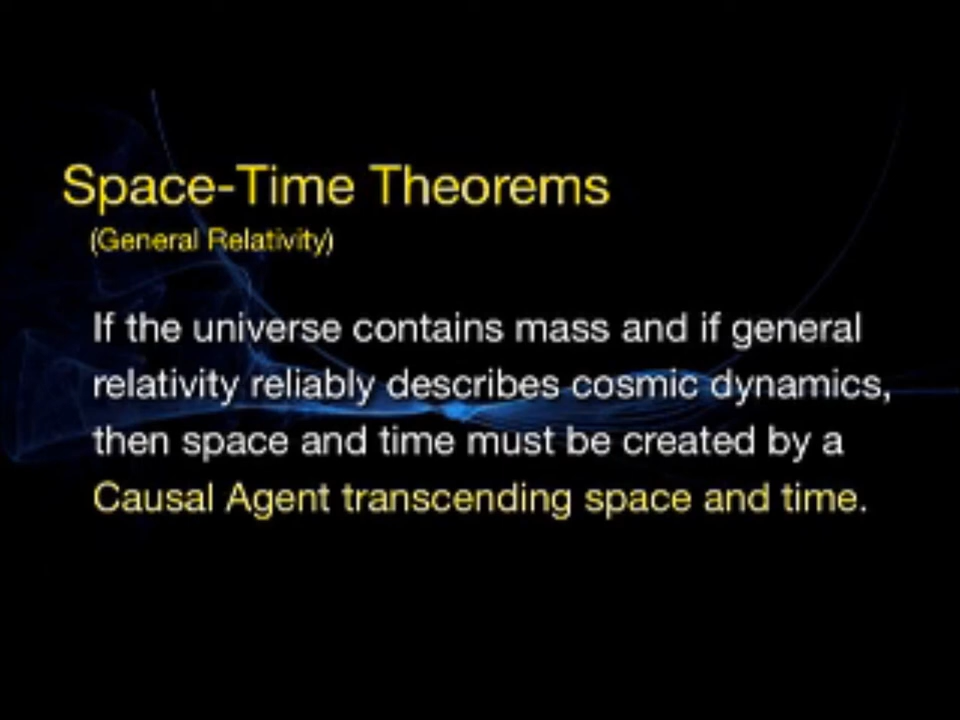 Space-Time Theorems
(General Relativity)
If the universe contains mass and if general
relativity reliably describes cosmic dynamics,
then space and time must be created by a
Causal Agent transcending space and time.